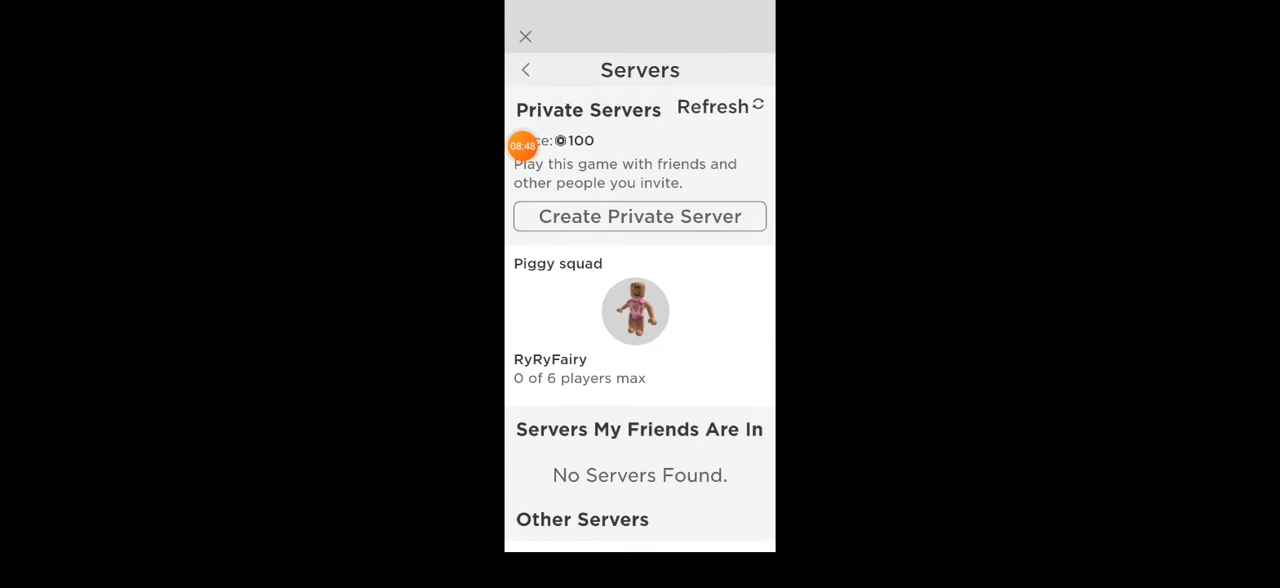 Servers
Private Servers
Refresh
ce: 100
08:48
Play this game with friends and
other people you invite.
Create Private Server
Piggy squad
RyRyFairy
0 of 6 players max
Servers My Friends Are In
No Servers Found.
Other Servers